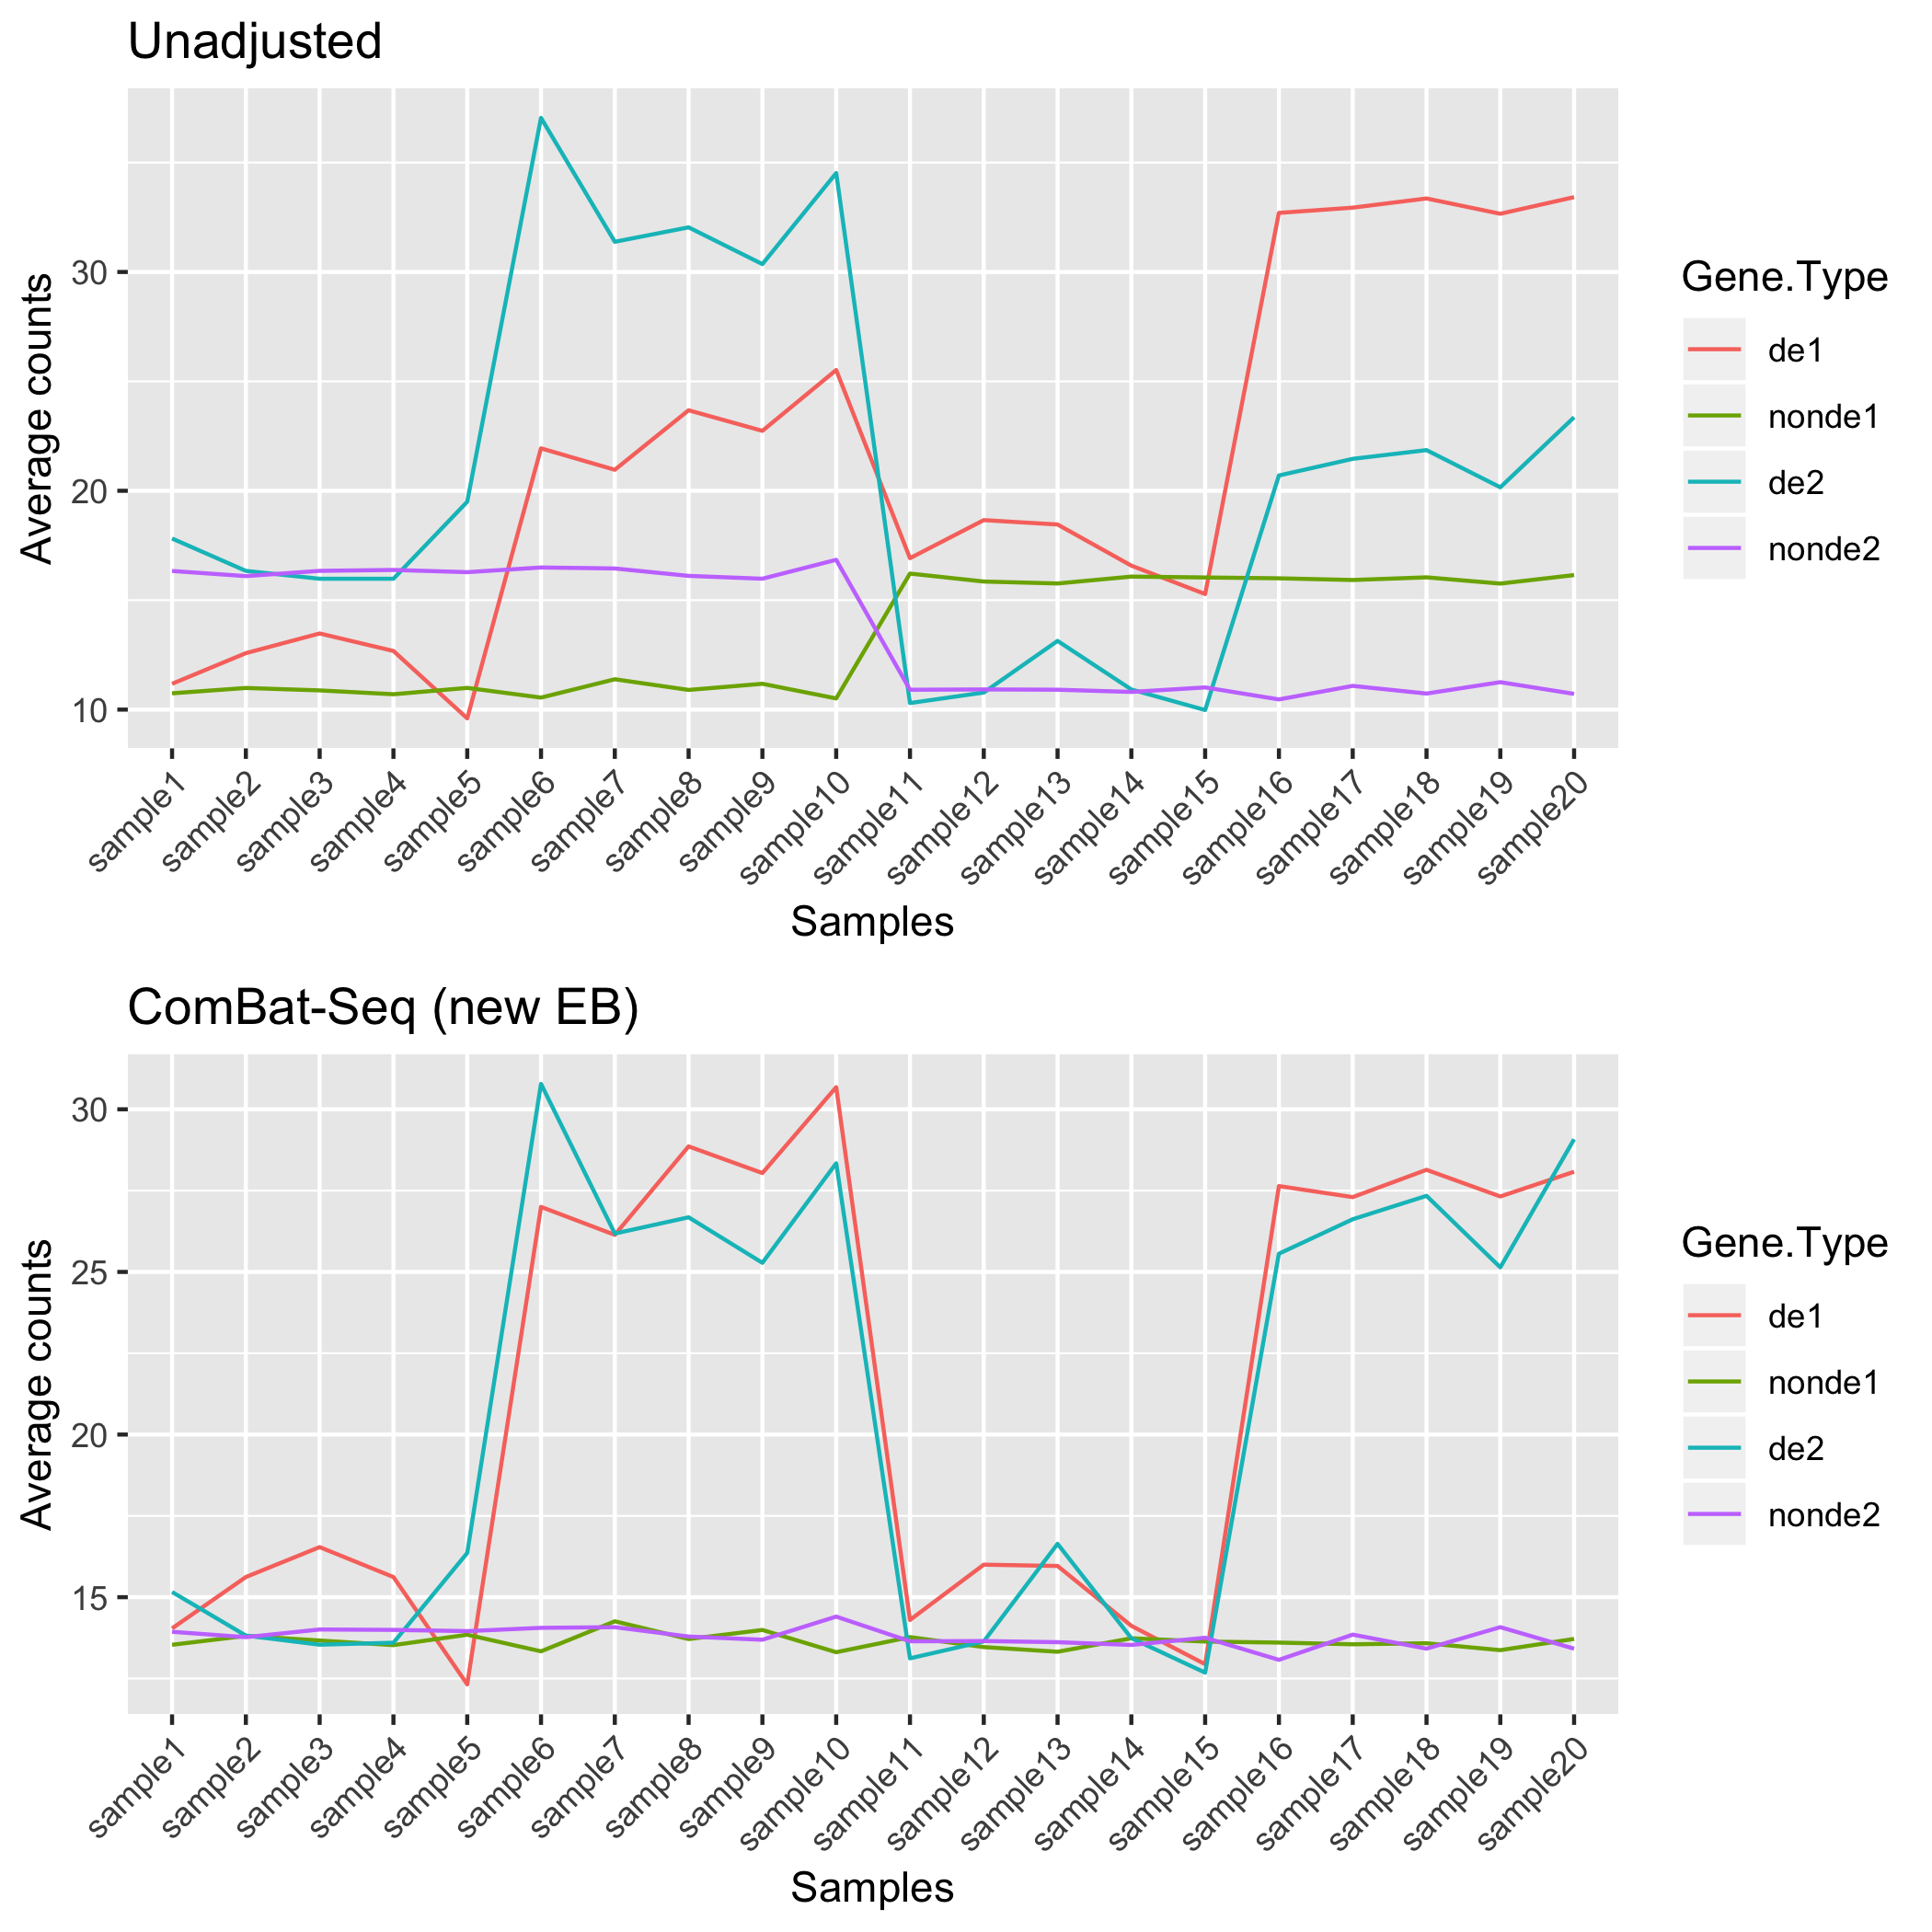 Unadjusted
Average counts
30
20
10
sample1
sample2
sample3
sample4
sample5
sample6
sample7
sample8
sample9
sample10
sample11
sample12
sample13
sample14
sample15
sample16
sample17
sample18
sample19
sample20
Samples
Gene.Type
de1
nonde1
de2
nonde2
ComBat-Seq (new EB)
Average counts
30
25
20
15
sample1
sample2
sample3
sample4
sample5
sample6
sample7
sample8
sample9
sample10
sample11
sample12
sample13
sample14
sample15
sample16
sample17
sample18
sample19
sample20
Samples
Gene.Type
de1
nonde1
de2
nonde2